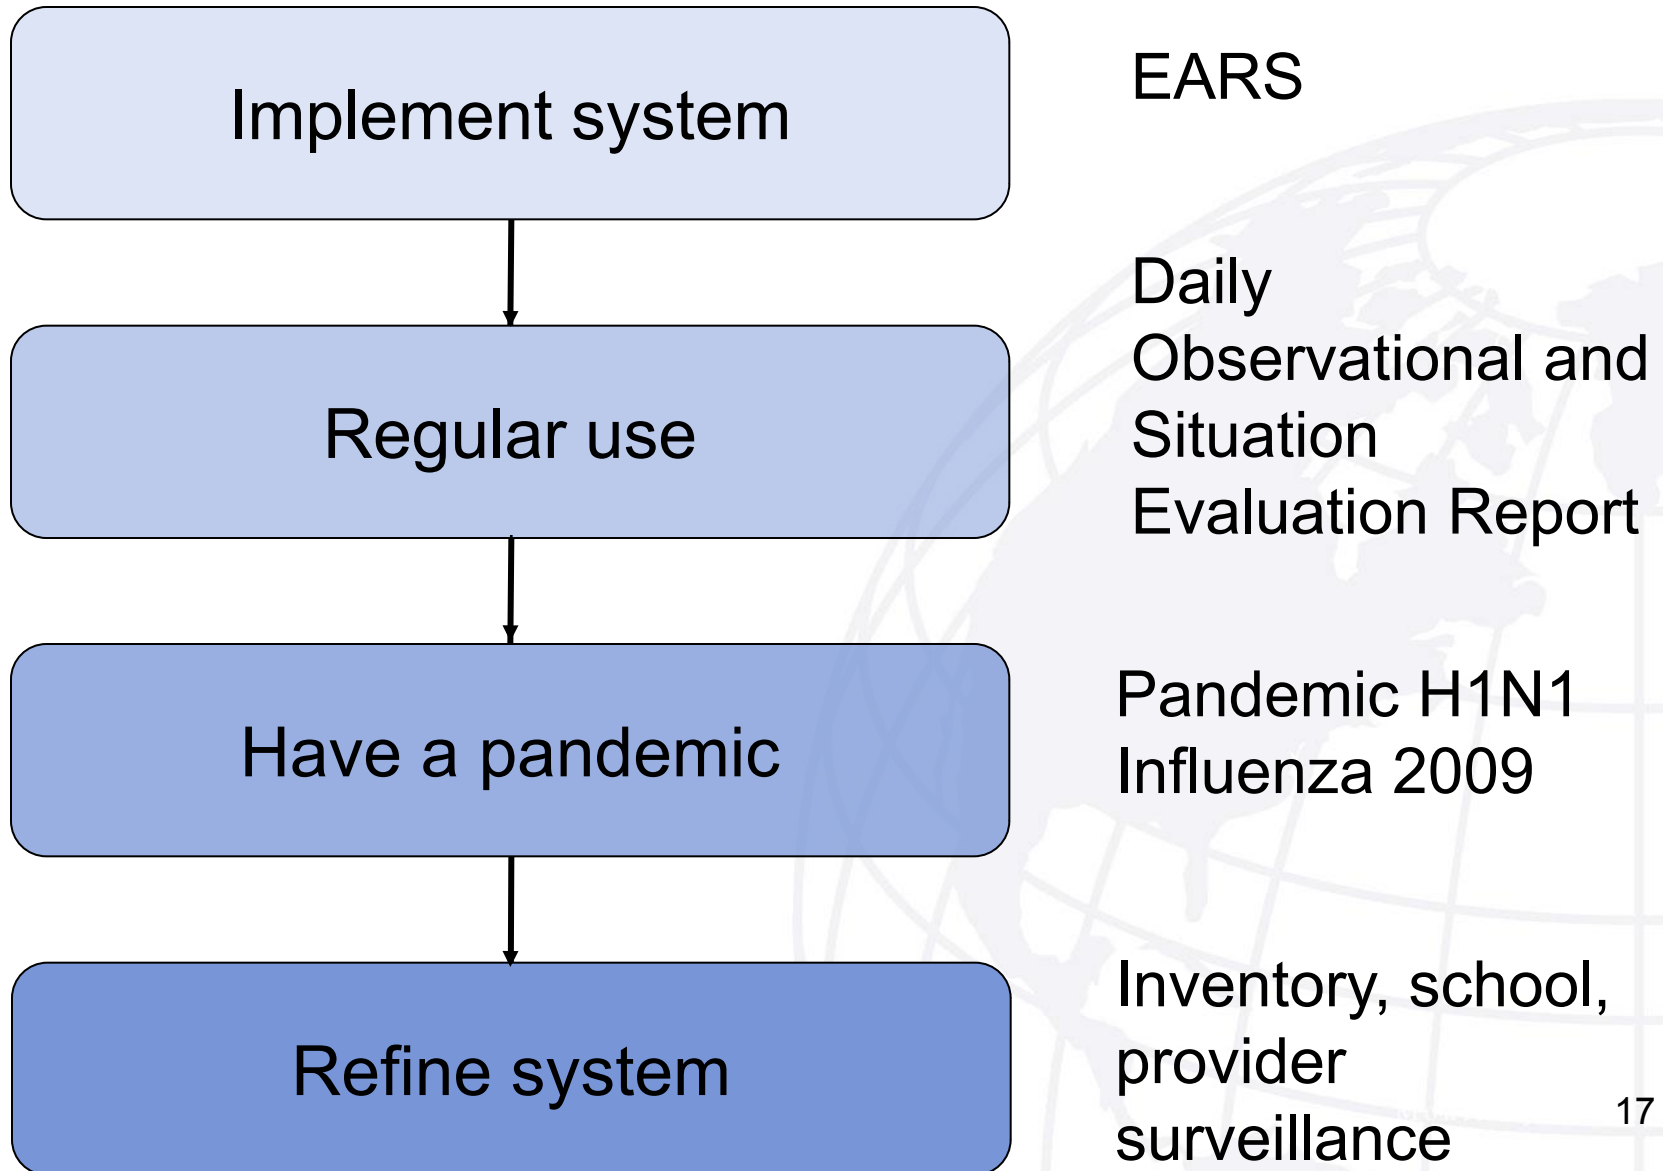 Implement system
EARS
Regular use
Daily
Observational and
Situation
Evaluation Report
Have a pandemic
Pandemic H1N1
Influenza 2009
Refine system
Inventory, school,
provider
surveillance
17